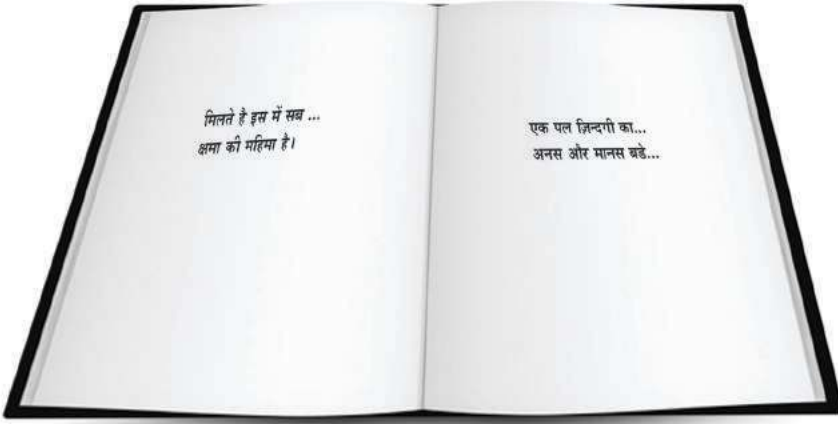 मिलते है इस में सब ...
क्षमा की महिमा है।
एक पल ज़िन्दगी का...
अनस और मानस बडे...